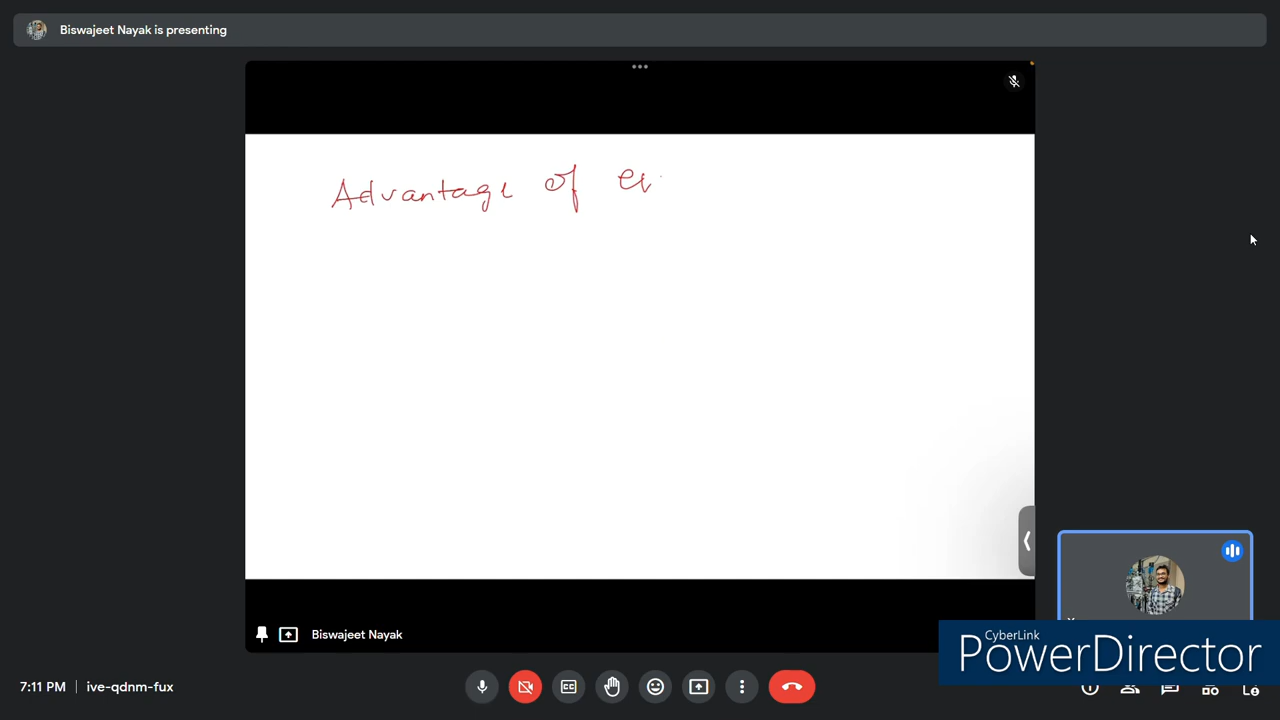 Biswajeet Nayak is presenting
Advantage of
Biswajeet Nayak
CyberLink
PowerDirector
7:11 PM | ive-qdnm-fux